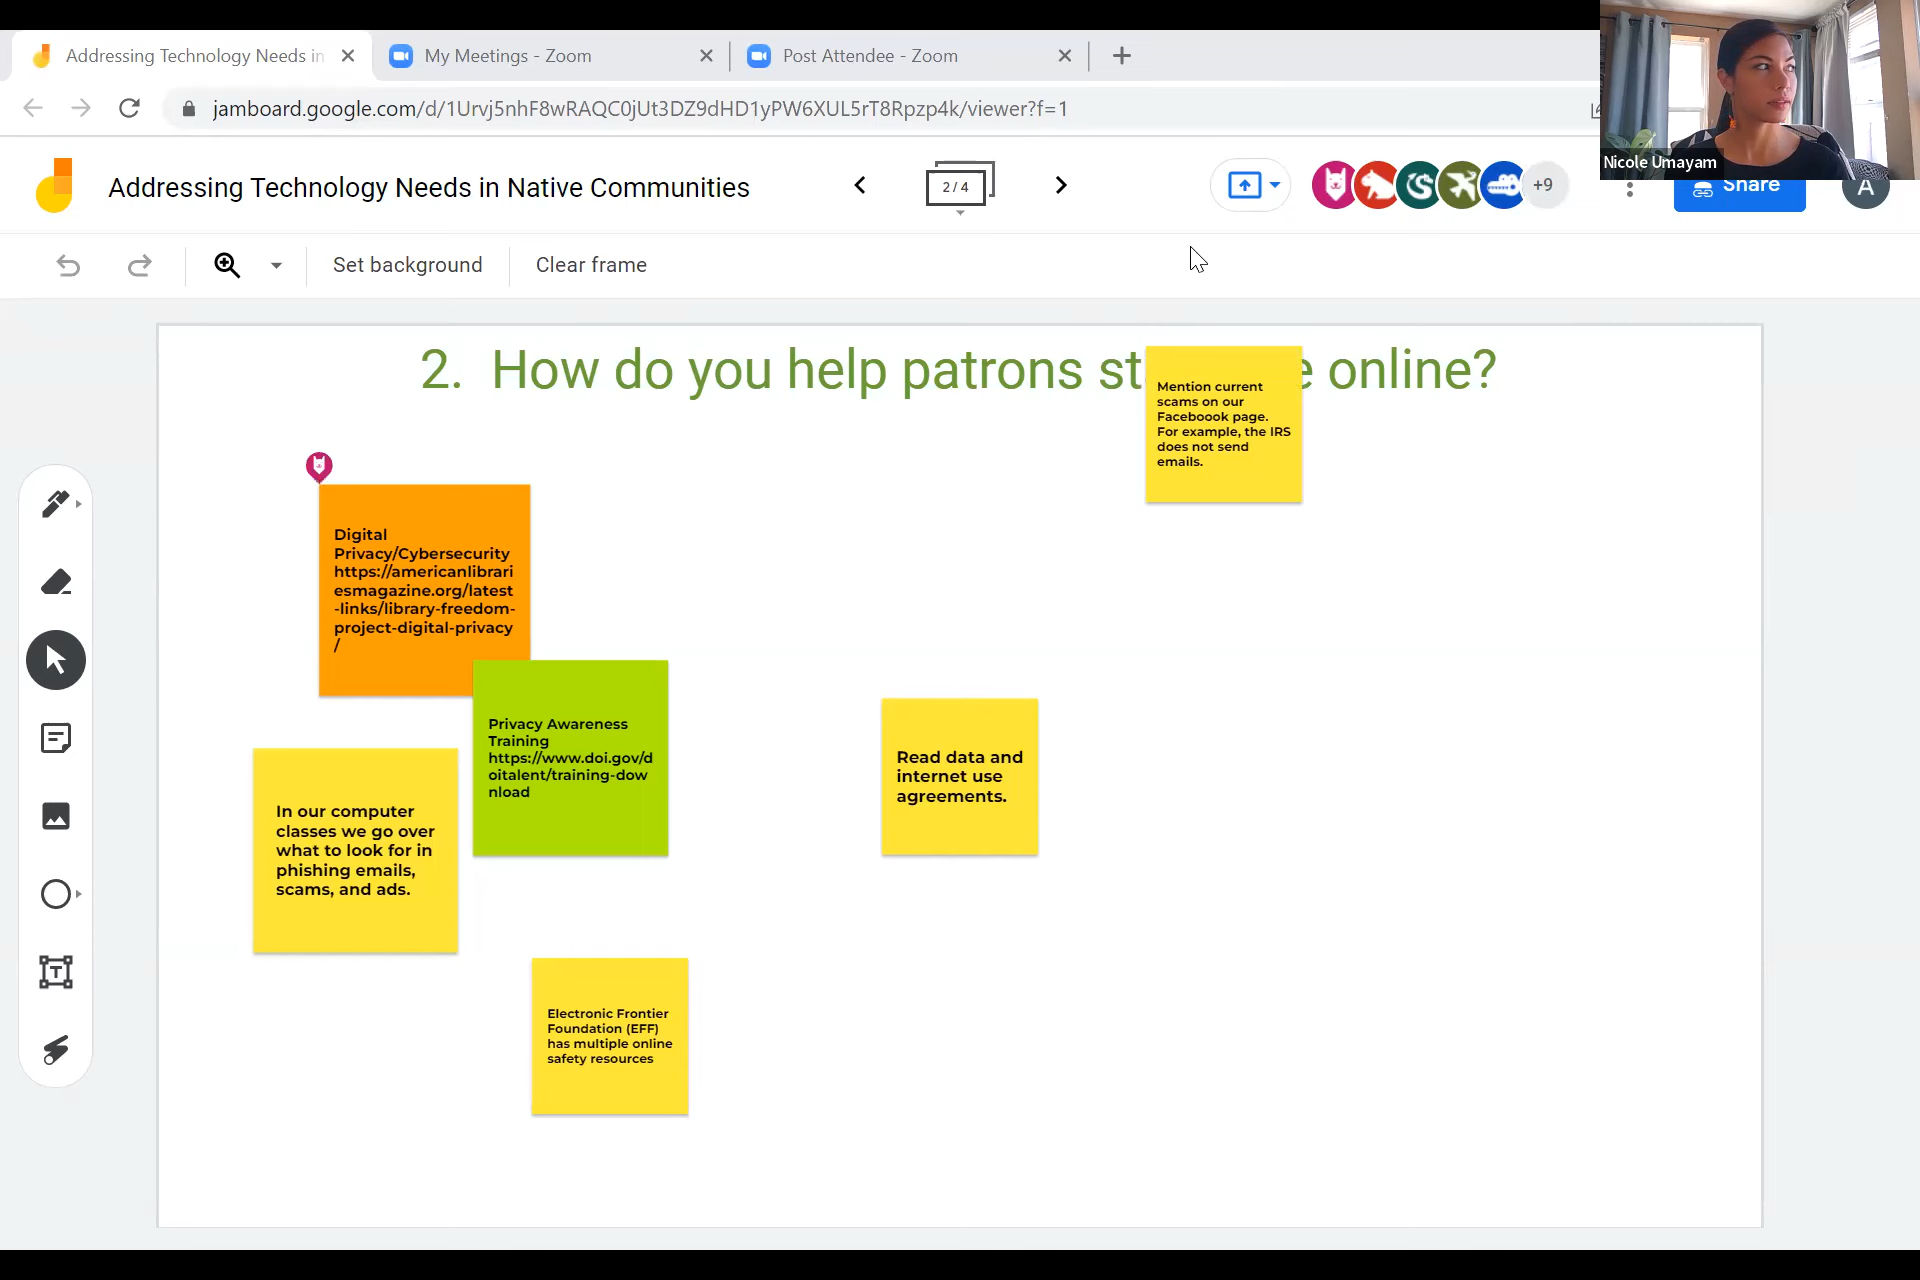 Addressing Technology Needs in
My Meetings - Zoom
Post Attendee - Zoom
jamboard.google.com/d/1Urvj5nhF8wRAQC0jUt3DZ9dHD1yPW6XUL5rT8Rpzp4k/viewer?f=1
Nicole Umayam
Addressing Technology Needs in Native Communities
2 / 4
+9
Share
A
Set background
Clear frame
2. How do you help patrons st e online?
Mention current
scams on our
Faceboook page.
For example, the IRS
does not send
emails.
Digital
Privacy/Cybersecurity
https://americanlibrari
esmagazine.org/latest
-links/library-freedom-
project-digital-privacy
/
Privacy Awareness
Training
https://www.doi.gov/d
oitalent/training-dow
nload
Read data and
internet use
agreements.
In our computer
classes we go over
what to look for in
phishing emails,
scams, and ads.
Electronic Frontier
Foundation (EFF)
has multiple online
safety resources